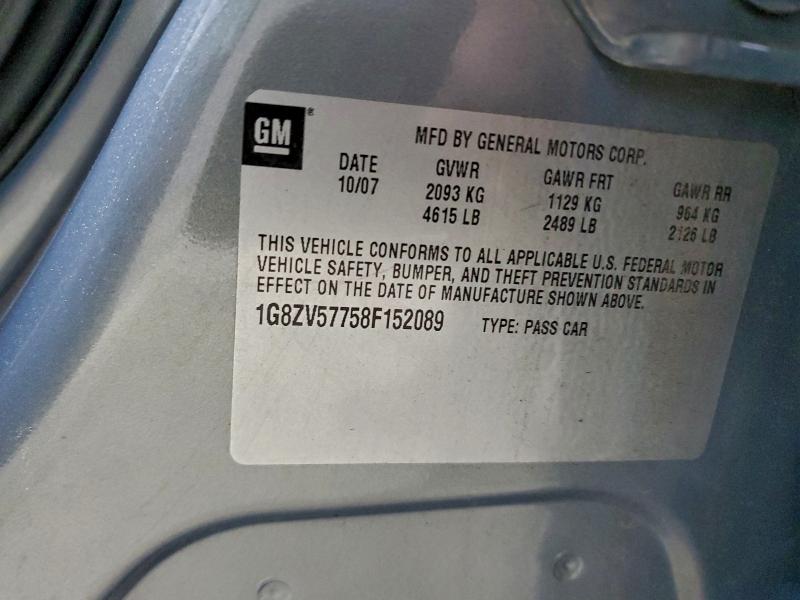 GM ®
MFD BY GENERAL MOTORS CORP.
DATE GVWR GAWR FRT GAWR RR
10/07 2093 KG 1129 KG 964 KG
4615 LB 2489 LB 2126 LB
THIS VEHICLE CONFORMS TO ALL APPLICABLE U.S. FEDERAL MOTOR
VEHICLE SAFETY, BUMPER, AND THEFT PREVENTION STANDARDS IN
EFFECT ON THE DATE OF MANUFACTURE SHOWN ABOVE.
1G8ZV57758F152089 TYPE: PASS CAR